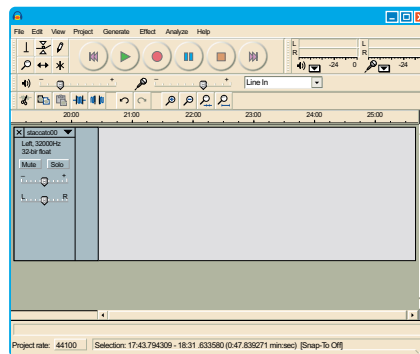 File Edit View Project Generate Effect Analyze Help
L
R
-24 0
L
R
-24
- +
- +
Line In
20:00 21:00 22:00 23:00 24:00 25:00
X staccato00
Left, 32000Hz
32-bir float
Mute Solo
- +
L R
Project rate: 44100 Selection: 17:43.794309 - 18:31 .633580 (0:47.839271 min:sec) [Snap-To Off]